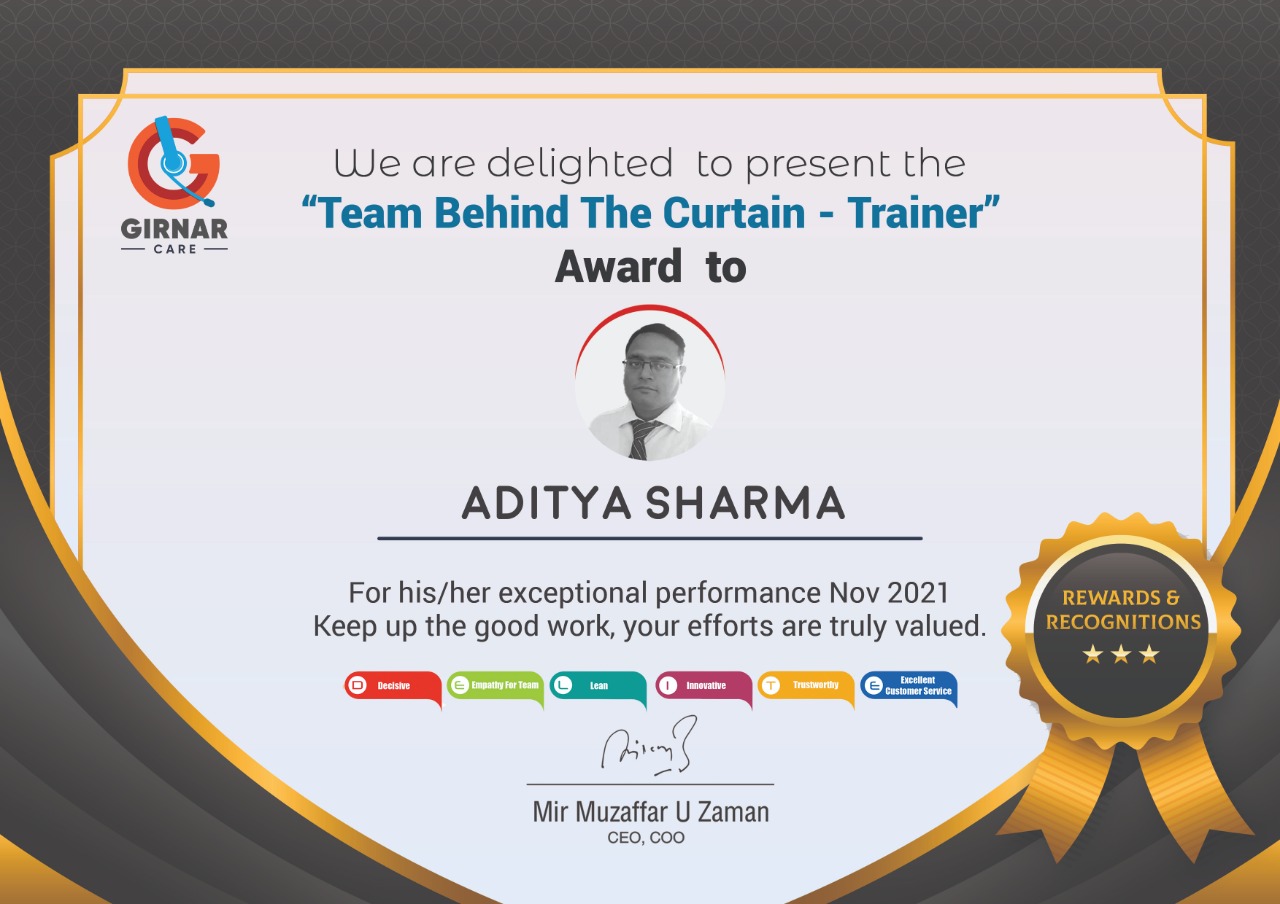 GIRNAR
CARE
We are delighted to present the
“Team Behind The Curtain - Trainer”
Award to
ADITYA SHARMA
For his/her exceptional performance Nov 2021
Keep up the good work, your efforts are truly valued.
REWARDS &
RECOGNITIONS
D Decisive
E Empathy For Team
L Lean
I Innovative
T Trustworthy
E Excellent
Customer Service
Mir Muzaffar U Zaman
CEO, COO